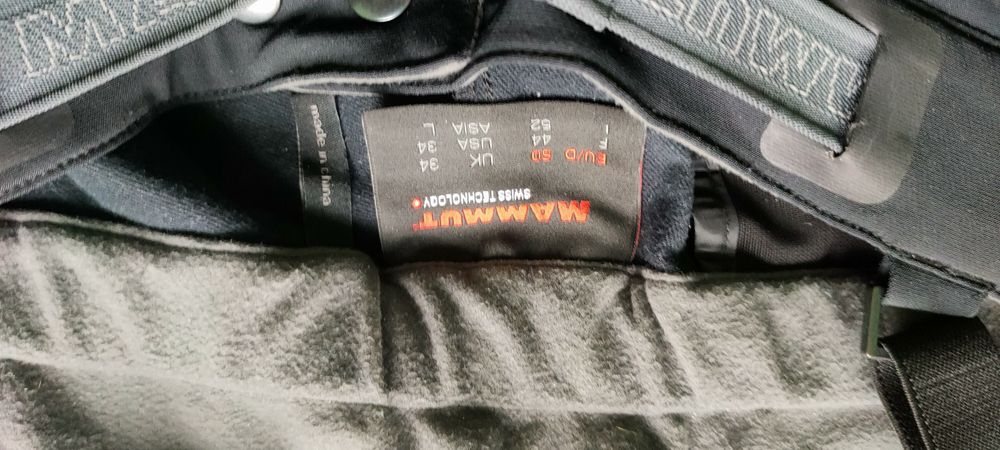 MAMMUT
SWISS TECHNOLOGY
EU/D 50 UK 34
F 44 USA 34
I 52 ASIA L
made in china